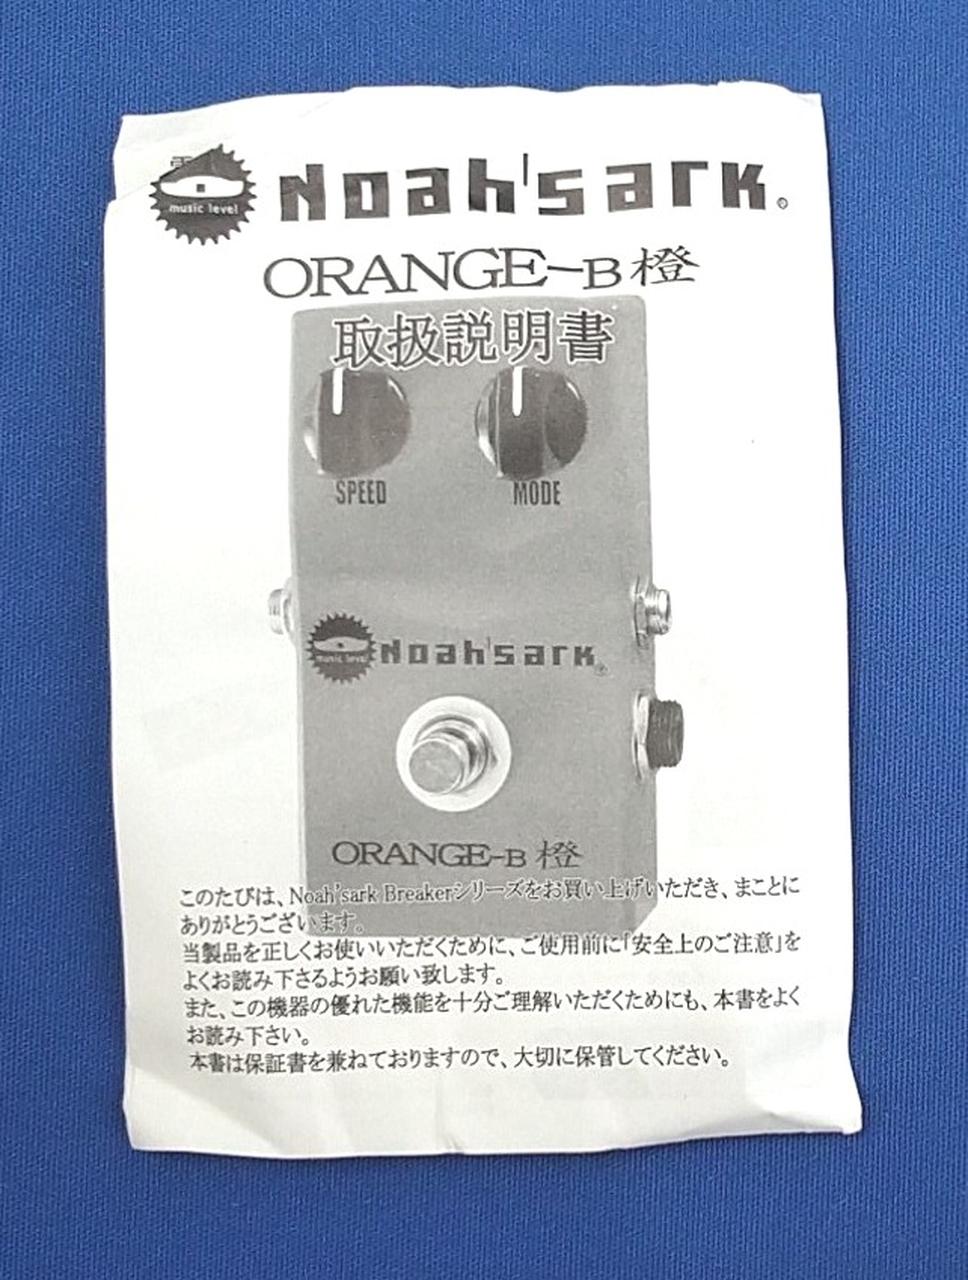 music level
Noah'sark®
ORANGE-B 橙
取扱説明書
SPEED
MODE
music level
Noah'sark®
ORANGE-B 橙
このたびは、Noah'sark Breakerシリーズをお買い上げいただき、まことに
ありがとうございます。
当製品を正しくお使いいただくために、ご使用前に「安全上のご注意」を
よくお読み下さるようお願い致します。
また、この機器の優れた機能を十分ご理解いただくためにも、本書をよく
お読み下さい。
本書は保証書を兼ねておりますので、大切に保管してください。